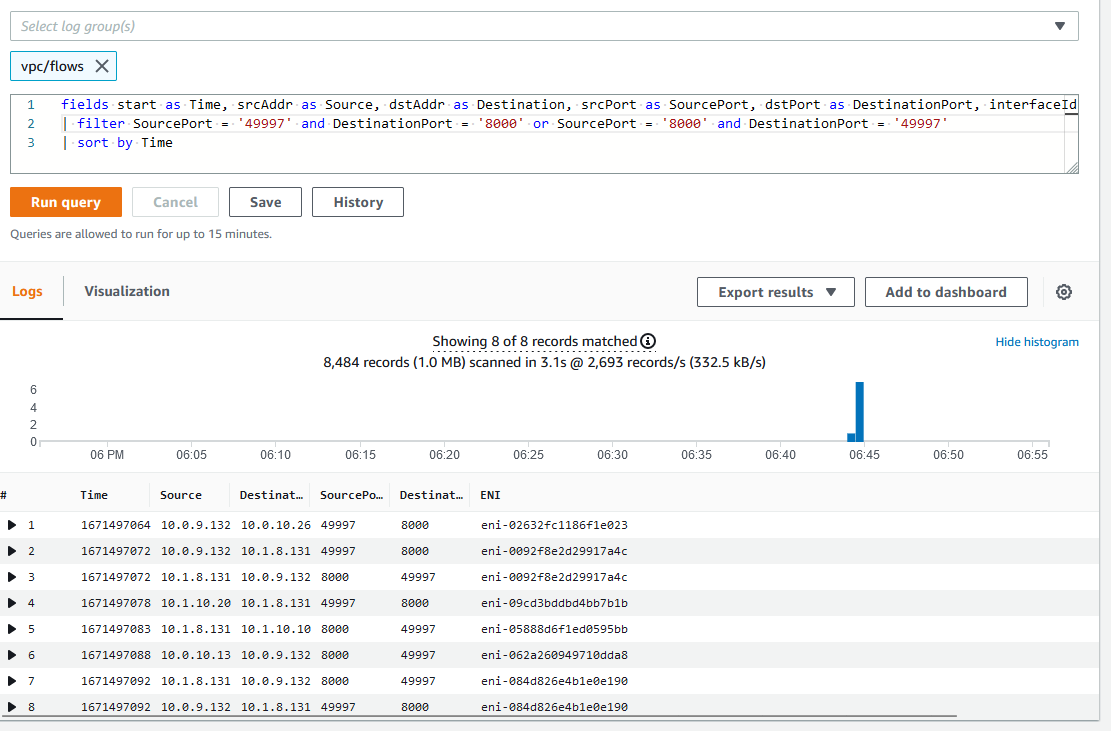 Select log group(s)
vpc/flows
1 fields start as Time, srcAddr as Source, dstAddr as Destination, srcPort as SourcePort, dstPort as DestinationPort, interfaceId
2 | filter SourcePort = '49997' and DestinationPort = '8000' or SourcePort = '8000' and DestinationPort = '49997'
3 | sort by Time
Run query Cancel Save History
Queries are allowed to run for up to 15 minutes.
Logs Visualization Export results Add to dashboard
Showing 8 of 8 records matched
Hide histogram
8,484 records (1.0 MB) scanned in 3.1s @ 2,693 records/s (332.5 kB/s)
6
4
2
0
06 PM 06:05 06:10 06:15 06:20 06:25 06:30 06:35 06:40 06:45 06:50 06:55
# Time Source Destinat... SourcePo... Destinat... ENI
1 1671497064 10.0.9.132 10.0.10.26 49997 8000 eni-02632fc1186f1e023
2 1671497072 10.0.9.132 10.1.8.131 49997 8000 eni-0092f8e2d29917a4c
3 1671497072 10.1.8.131 10.0.9.132 8000 49997 eni-0092f8e2d29917a4c
4 1671497078 10.1.10.20 10.1.8.131 49997 8000 eni-09cd3bddbd4bb7b1b
5 1671497083 10.1.8.131 10.1.10.10 8000 49997 eni-05888d6f1ed0595bb
6 1671497088 10.0.10.13 10.0.9.132 8000 49997 eni-062a260949710dda8
7 1671497092 10.1.8.131 10.0.9.132 8000 49997 eni-084d826e4b1e0e190
8 1671497092 10.0.9.132 10.1.8.131 49997 8000 eni-084d826e4b1e0e190